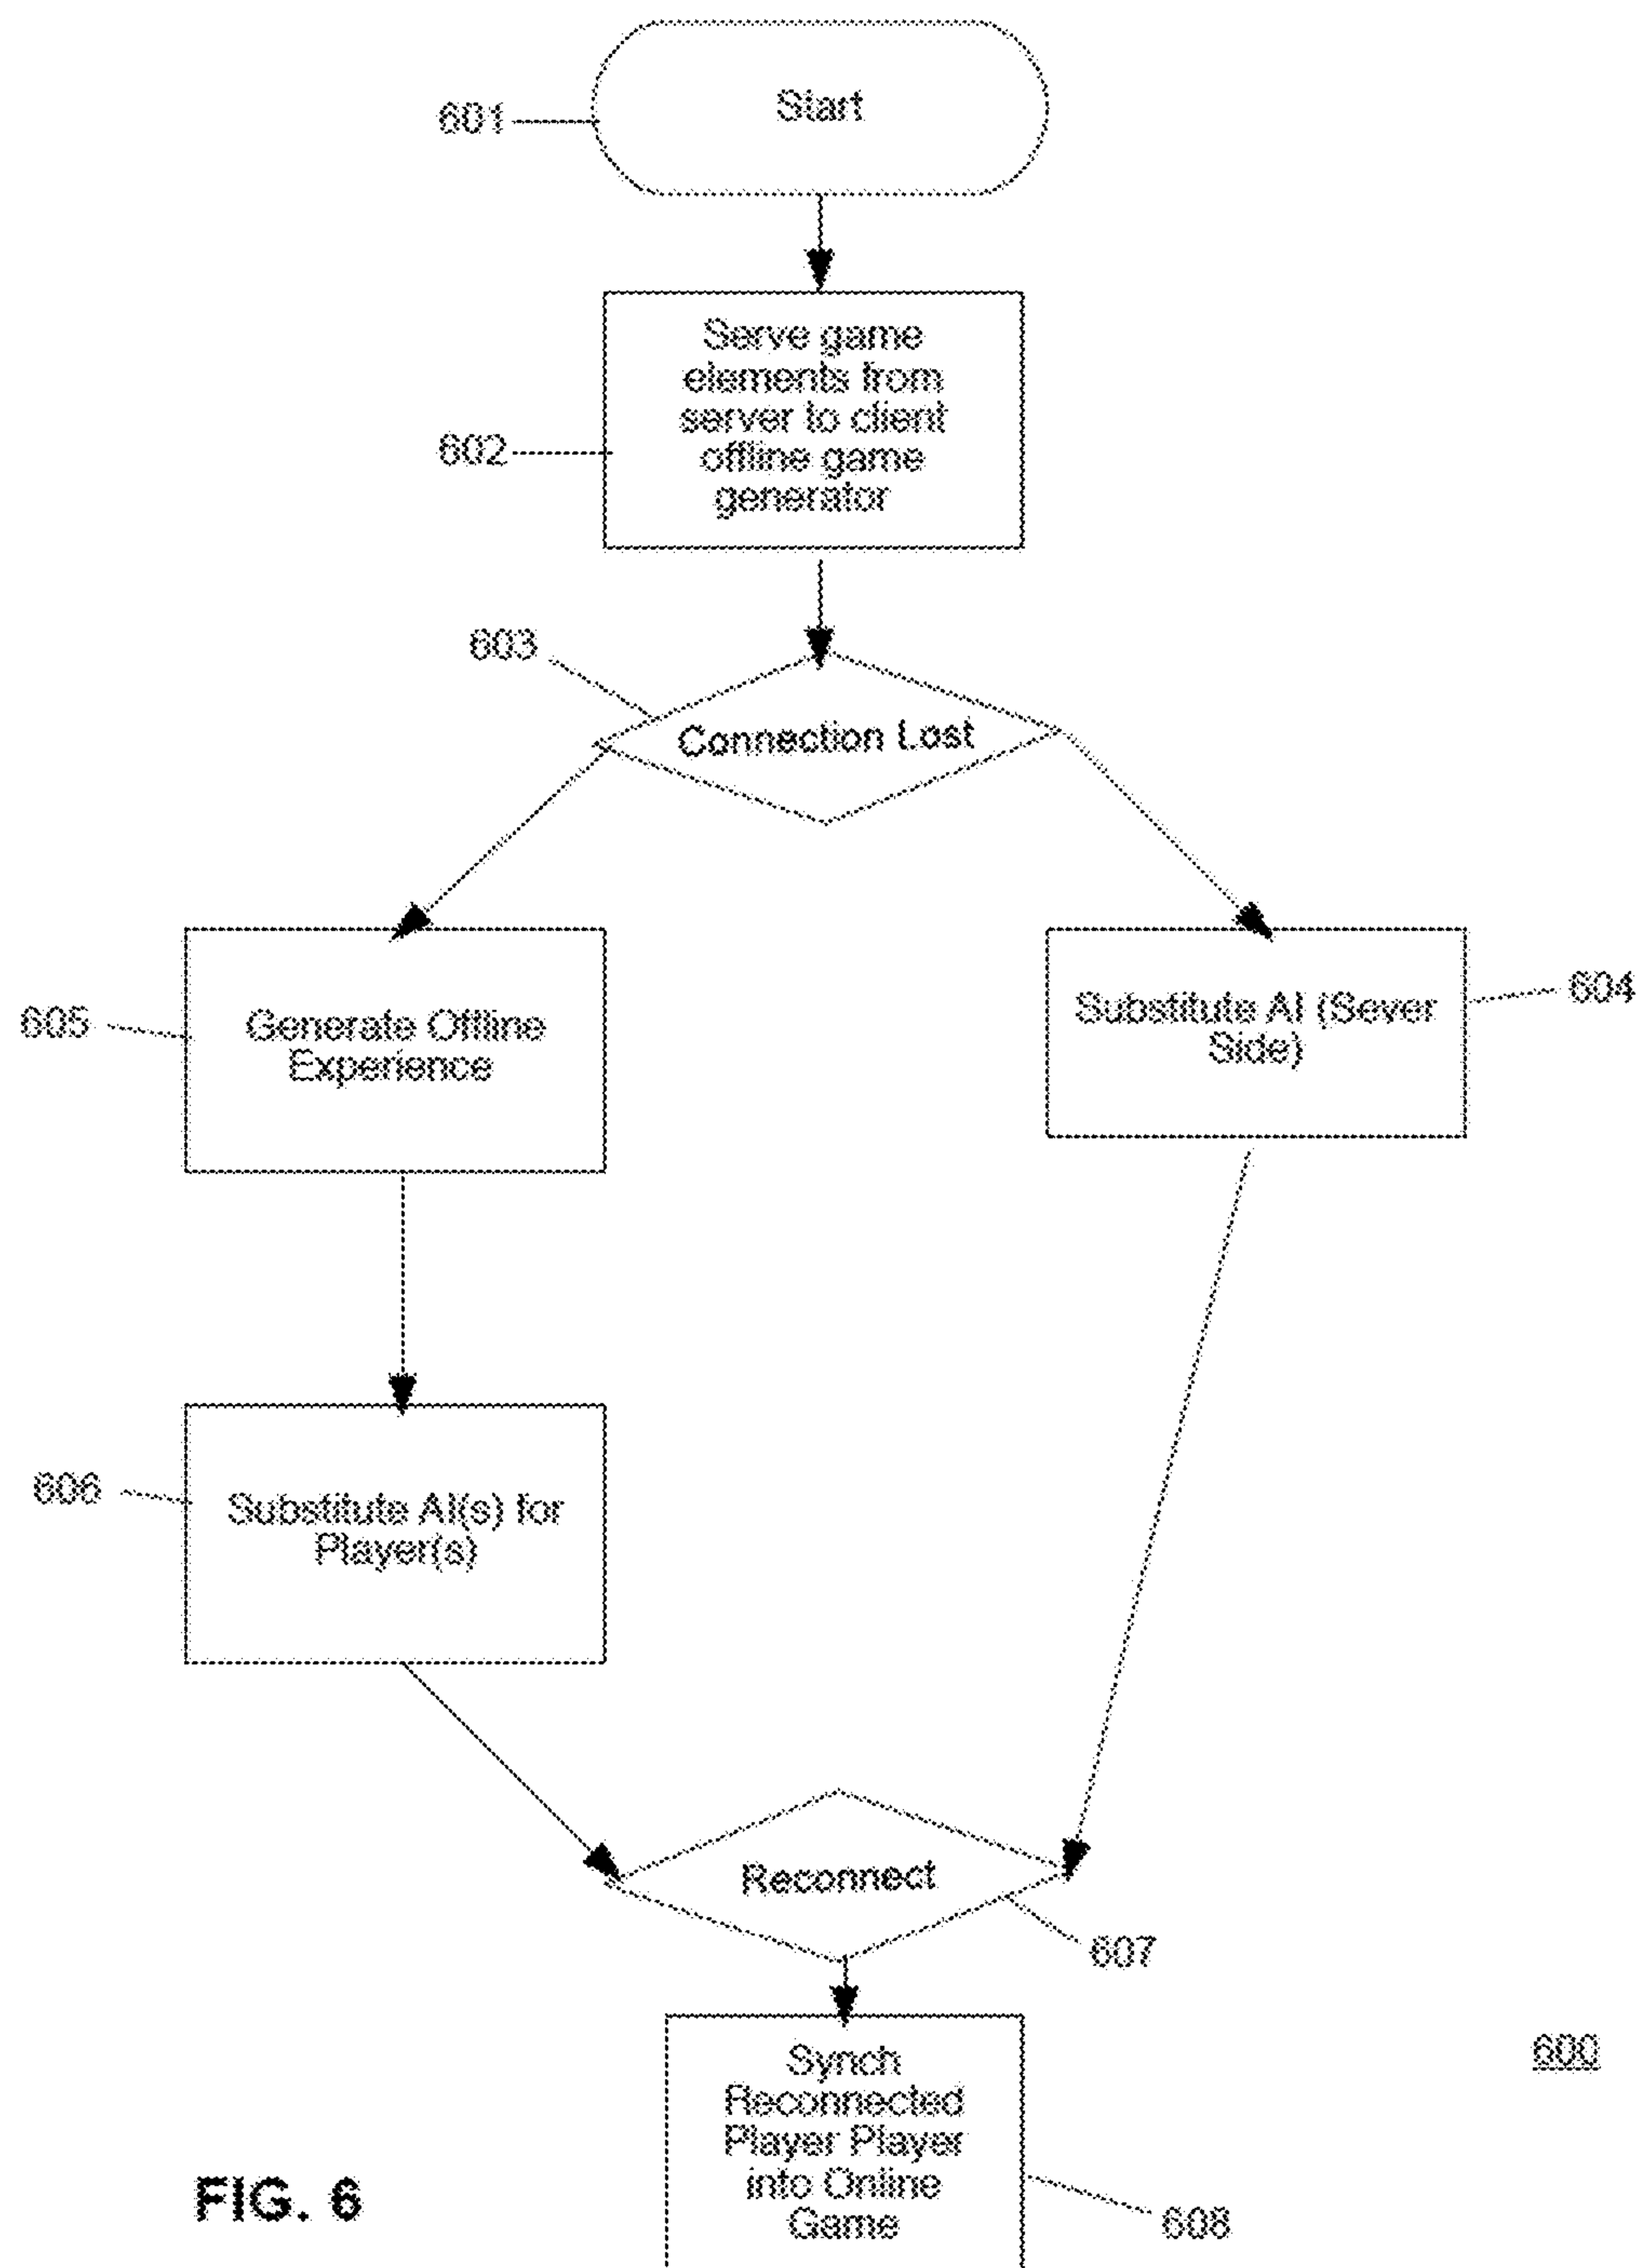 Start
601
Serve game
elements from
server to client
offline game
generator
602
603
Connection Lost
605
Generate Offline
Experience
Substitute AI (Sever
Side)
604
606
Substitute AI(s) for
Player(s)
Reconnect
607
Synch
Reconnected
Player Player
into Online
Game
608
600
FIG. 6